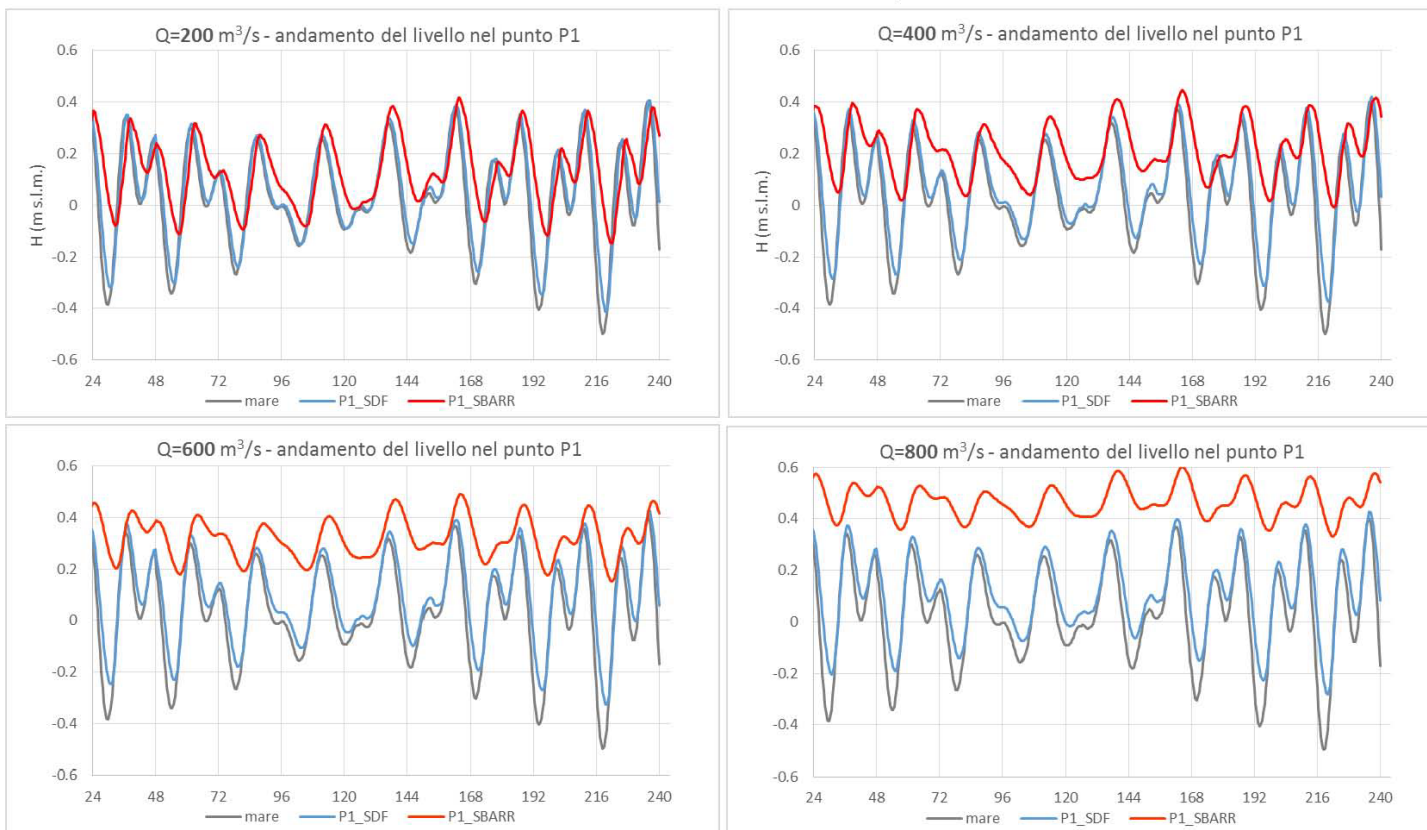 Q=200 m³/s - andamento del livello nel punto P1
0.6
0.4
0.2
0
-0.2
-0.4
-0.6
H (m s.l.m.)
24 48 72 96 120 144 168 192 216 240
mare P1_SDF P1_SBARR
Q=400 m³/s - andamento del livello nel punto P1
0.6
0.4
0.2
0
-0.2
-0.4
-0.6
H (m s.l.m.)
24 48 72 96 120 144 168 192 216 240
mare P1_SDF P1_SBARR
Q=600 m³/s - andamento del livello nel punto P1
0.6
0.4
0.2
0
-0.2
-0.4
-0.6
24 48 72 96 120 144 168 192 216 240
mare P1_SDF P1_SBARR
Q=800 m³/s - andamento del livello nel punto P1
0.6
0.4
0.2
0
-0.2
-0.4
-0.6
24 48 72 96 120 144 168 192 216 240
mare P1_SDF P1_SBARR